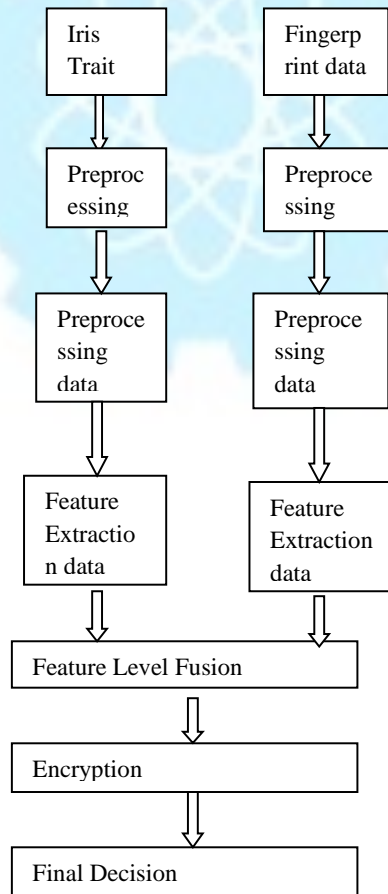 Iris
Trait
Fingerp
rint data
Preproc
essing
Preproce
ssing
Preproce
ssing
data
Preproce
ssing
data
Feature
Extractio
n data
Feature
Extraction
data
Feature Level Fusion
Encryption
Final Decision